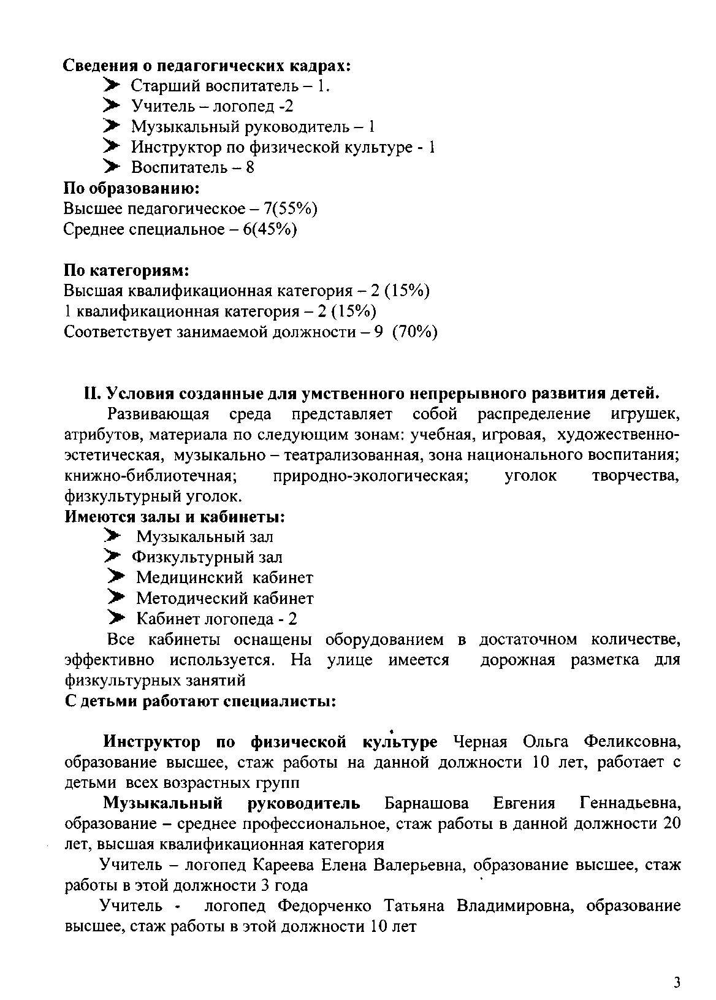 Сведения о педагогических кадрах:
➢ Старший воспитатель – 1.
➢ Учитель – логопед -2
➢ Музыкальный руководитель – 1
➢ Инструктор по физической культуре - 1
➢ Воспитатель – 8
По образованию:
Высшее педагогическое – 7(55%)
Среднее специальное – 6(45%)
По категориям:
Высшая квалификационная категория – 2 (15%)
1 квалификационная категория – 2 (15%)
Соответствует занимаемой должности – 9 (70%)
II. Условия созданные для умственного непрерывного развития детей.
Развивающая среда представляет собой распределение игрушек,
атрибутов, материала по следующим зонам: учебная, игровая, художественно-
эстетическая, музыкально – театрализованная, зона национального воспитания;
книжно-библиотечная; природно-экологическая; уголок творчества,
физкультурный уголок.
Имеются залы и кабинеты:
➢ Музыкальный зал
➢ Физкультурный зал
➢ Медицинский кабинет
➢ Методический кабинет
➢ Кабинет логопеда - 2
Все кабинеты оснащены оборудованием в достаточном количестве,
эффективно используется. На улице имеется дорожная разметка для
физкультурных занятий
С детьми работают специалисты:
Инструктор по физической культуре Черная Ольга Феликсовна,
образование высшее, стаж работы на данной должности 10 лет, работает с
детьми всех возрастных групп
Музыкальный руководитель Барнашова Евгения Геннадьевна,
образование – среднее профессиональное, стаж работы в данной должности 20
лет, высшая квалификационная категория
Учитель – логопед Кареева Елена Валерьевна, образование высшее, стаж
работы в этой должности 3 года
Учитель - логопед Федорченко Татьяна Владимировна, образование
высшее, стаж работы в этой должности 10 лет
3